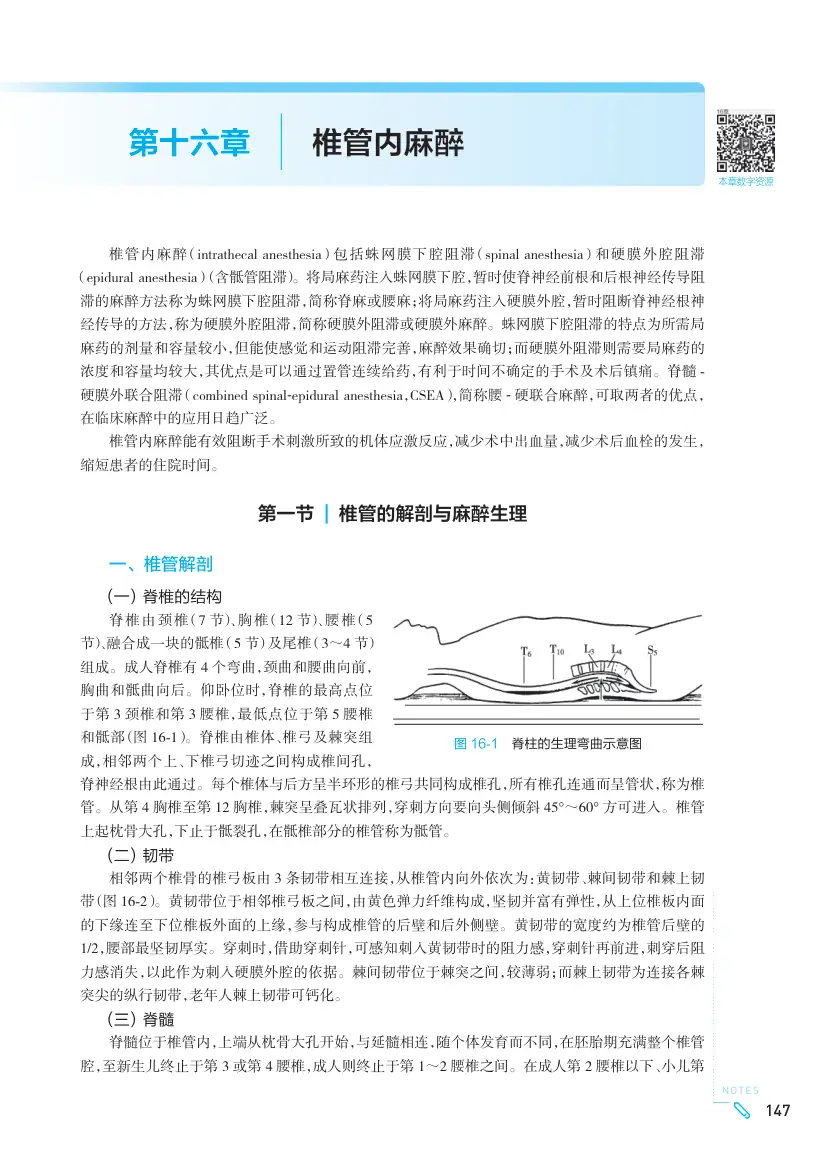 第十六章
椎管内麻醉
16章
本章数字资源
椎管内麻醉(intrathecal anesthesia)包括蛛网膜下腔阻滞(spinal anesthesia)和硬膜外腔阻滞
(epidural anesthesia)(含骶管阻滞)。将局麻药注入蛛网膜下腔,暂时使脊神经前根和后根神经传导阻
滞的麻醉方法称为蛛网膜下腔阻滞,简称脊麻或腰麻;将局麻药注入硬膜外腔,暂时阻断脊神经根神
经传导的方法,称为硬膜外腔阻滞,简称硬膜外阻滞或硬膜外麻醉。蛛网膜下腔阻滞的特点为所需局
麻药的剂量和容量较小,但能使感觉和运动阻滞完善,麻醉效果确切;而硬膜外阻滞则需要局麻药的
浓度和容量均较大,其优点是可以通过置管连续给药,有利于时间不确定的手术及术后镇痛。脊髓-
硬膜外联合阻滞(combined spinal-epidural anesthesia,CSEA),简称腰-硬联合麻醉,可取两者的优点,
在临床麻醉中的应用日趋广泛。
椎管内麻醉能有效阻断手术刺激所致的机体应激反应,减少术中出血量,减少术后血栓的发生,
缩短患者的住院时间。
第一节 | 椎管的解剖与麻醉生理
一、椎管解剖
(一)脊椎的结构
脊椎由颈椎(7节)、胸椎(12节)、腰椎(5
节)、融合成一块的骶椎(5节)及尾椎(3~4节)
组成。成人脊椎有4个弯曲,颈曲和腰曲向前,
胸曲和骶曲向后。仰卧位时,脊椎的最高点位
于第3颈椎和第3腰椎,最低点位于第5腰椎
和骶部(图16-1)。脊椎由椎体、椎弓及棘突组
成,相邻两个上、下椎弓切迹之间构成椎间孔,
T6 T10 L3 L4 S5
图 16-1 脊柱的生理弯曲示意图
脊神经根由此通过。每个椎体与后方呈半环形的椎弓共同构成椎孔,所有椎孔连通而呈管状,称为椎
管。从第4胸椎至第12胸椎,棘突呈叠瓦状排列,穿刺方向要向头侧倾斜45°~60°方可进入。椎管
上起枕骨大孔,下止于骶裂孔,在骶椎部分的椎管称为骶管。
(二)韧带
相邻两个椎骨的椎弓板由3条韧带相互连接,从椎管内向外依次为:黄韧带、棘间韧带和棘上韧
带(图16-2)。黄韧带位于相邻椎弓板之间,由黄色弹力纤维构成,坚韧并富有弹性,从上位椎板内面
的下缘连至下位椎板外面的上缘,参与构成椎管的后壁和后外侧壁。黄韧带的宽度约为椎管后壁的
1/2,腰部最坚韧厚实。穿刺时,借助穿刺针,可感知刺入黄韧带时的阻力感,穿刺针再前进,刺穿后阻
力感消失,以此作为刺入硬膜外腔的依据。棘间韧带位于棘突之间,较薄弱;而棘上韧带为连接各棘
突尖的纵行韧带,老年人棘上韧带可钙化。
(三)脊髓
脊髓位于椎管内,上端从枕骨大孔开始,与延髓相连,随个体发育而不同,在胚胎期充满整个椎管
腔,至新生儿终止于第3或第4腰椎,成人则终止于第1~2腰椎之间。在成人第2腰椎以下、小儿第
NOTES
147